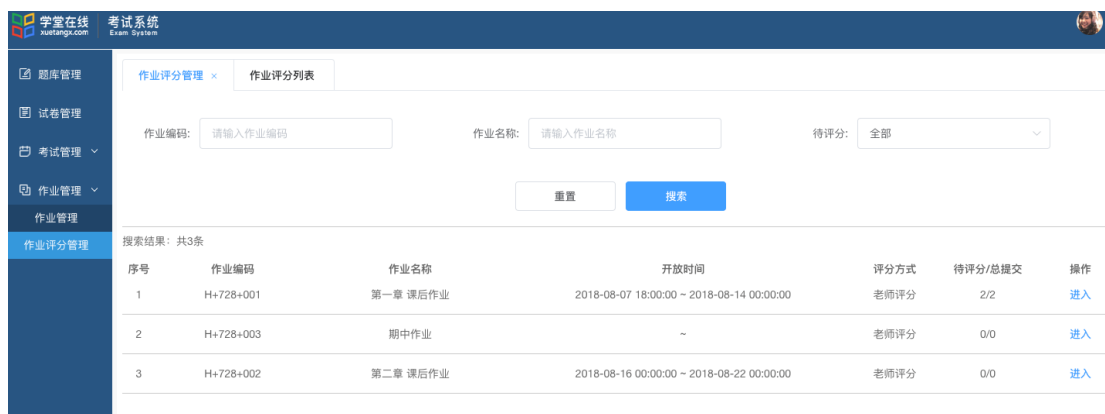 学堂在线 考试系统
xuetangx.com Exam System
题库管理
试卷管理
考试管理
作业管理
作业管理
作业评分管理
作业评分管理 × 作业评分列表
作业编码: 请输入作业编码 作业名称: 请输入作业名称 待评分: 全部
重置 搜索
搜索结果：共3条
序号 作业编码 作业名称 开放时间 评分方式 待评分/总提交 操作
1 H+728+001 第一章 课后作业 2018-08-07 18:00:00 ~ 2018-08-14 00:00:00 老师评分 2/2 进入
2 H+728+003 期中作业 ~ 老师评分 0/0 进入
3 H+728+002 第二章 课后作业 2018-08-16 00:00:00 ~ 2018-08-22 00:00:00 老师评分 0/0 进入